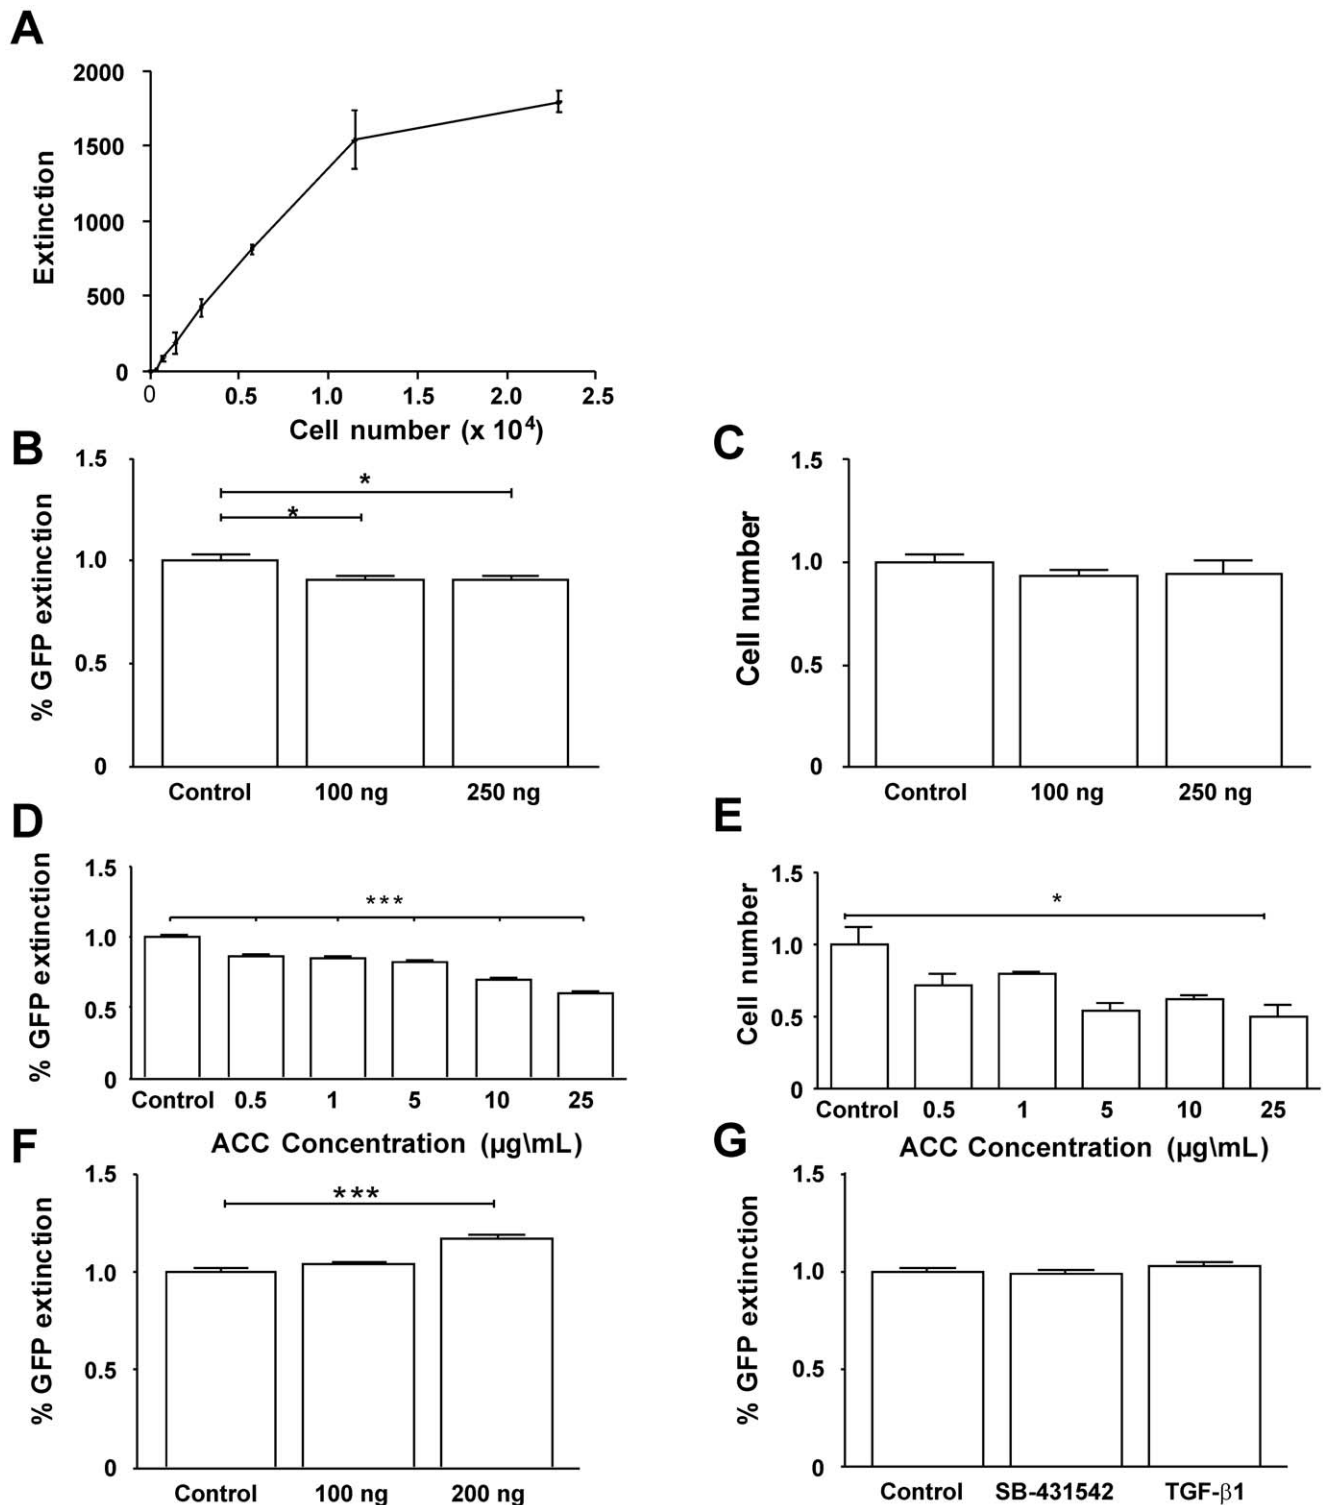 A
2000
1500
1000
500
0
Extinction
0 0.5 1.0 1.5 2.0 2.5
Cell number (x 10⁴)
B
1.5
1.0
0.5
0
% GFP extinction
*
*
Control 100 ng 250 ng
C
1.5
1.0
0.5
0
Cell number
Control 100 ng 250 ng
D
1.5
1.0
0.5
0
% GFP extinction
***
Control 0.5 1 5 10 25
ACC Concentration (µg\mL)
E
1.5
1.0
0.5
0
Cell number
*
Control 0.5 1 5 10 25
ACC Concentration (µg\mL)
F
1.5
1.0
0.5
0
% GFP extinction
***
Control 100 ng 200 ng
G
1.5
1.0
0.5
0
% GFP extinction
Control SB-431542 TGF-β1